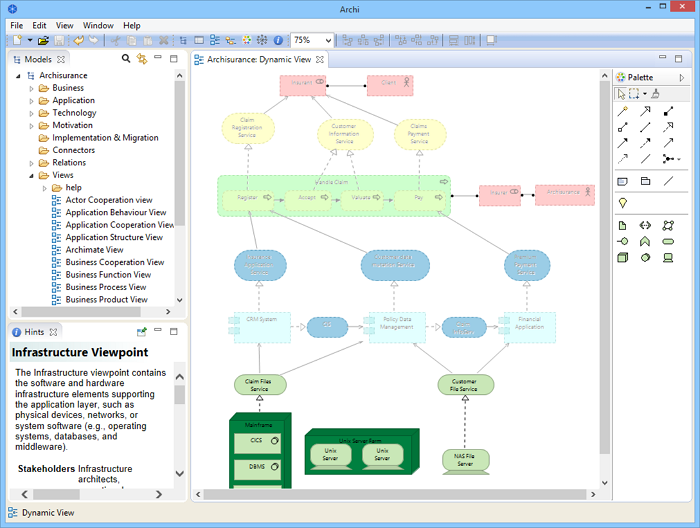 Archi
File Edit View Window Help
75%
Models
Archisurance
Business
Application
Technology
Motivation
Implementation & Migration
Connectors
Relations
Views
help
Actor Cooperation view
Application Behaviour View
Application Cooperation View
Application Structure View
Archimate View
Business Cooperation View
Business Function View
Business Process View
Business Product View
Hints
Infrastructure Viewpoint
The Infrastructure viewpoint contains
the software and hardware
infrastructure elements supporting
the application layer, such as
physical devices, networks, or
system software (e.g., operating
systems, databases, and
middleware).
Stakeholders Infrastructure
architects,
Dynamic View
Archisurance: Dynamic View
Insurant
Client
Claim
Registration
Service
Customer
Information
Service
Claims
Payment
Service
Handle Claim
Register
Accept
Valuate
Pay
Insurer
Archisurance
Application
Service
Service
Premium
Payment
Service
CRM System
Policy Data
Management
Financial
Application
Claim Files
Service
Customer
File Service
Mainframe
CICS
DBMS
Unix Server Farm
Unix
Server
Unix
Server
NAS File
Server
Palette